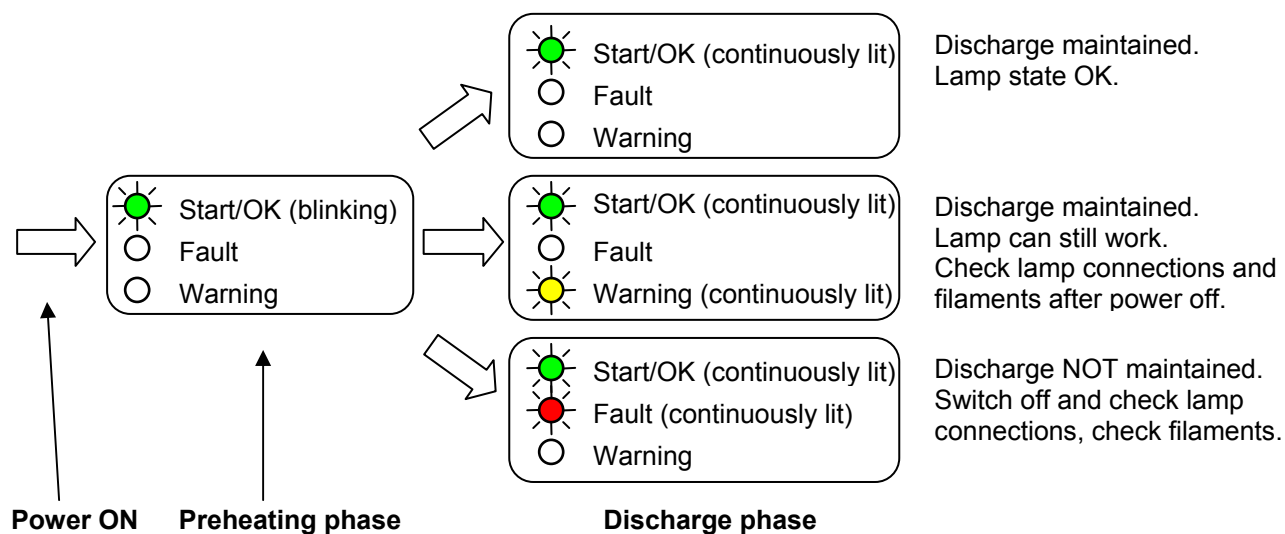 Start/OK (continuously lit)
Fault
Warning
Discharge maintained.
Lamp state OK.
Start/OK (blinking)
Fault
Warning
Start/OK (continuously lit)
Fault
Warning (continuously lit)
Discharge maintained.
Lamp can still work.
Check lamp connections and
filaments after power off.
Start/OK (continuously lit)
Fault (continuously lit)
Warning
Discharge NOT maintained.
Switch off and check lamp
connections, check filaments.
Power ON
Preheating phase
Discharge phase